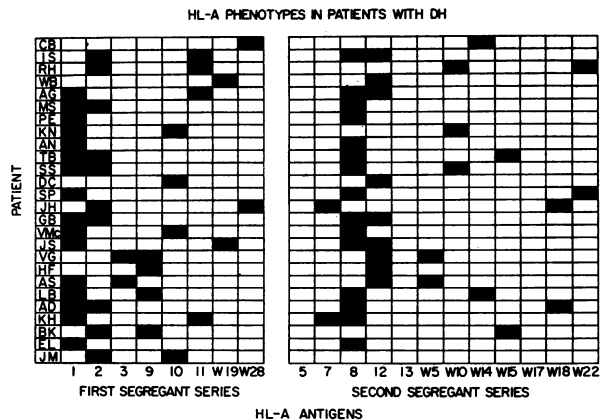 HL-A PHENOTYPES IN PATIENTS WITH DH
CB
IS
RH
WB
AG
MS
PE
KN
AN
TB
SS
DC
SP
JH
GB
VMc
JS
VG
HF
AS
LB
AD
KH
BK
EL
JM
PATIENT
1 2 3 9 10 11 W19 W28 5 7 8 12 13 W5 W10 W14 W15 W17 W18 W22
FIRST SEGREGANT SERIES SECOND SEGREGANT SERIES
HL-A ANTIGENS